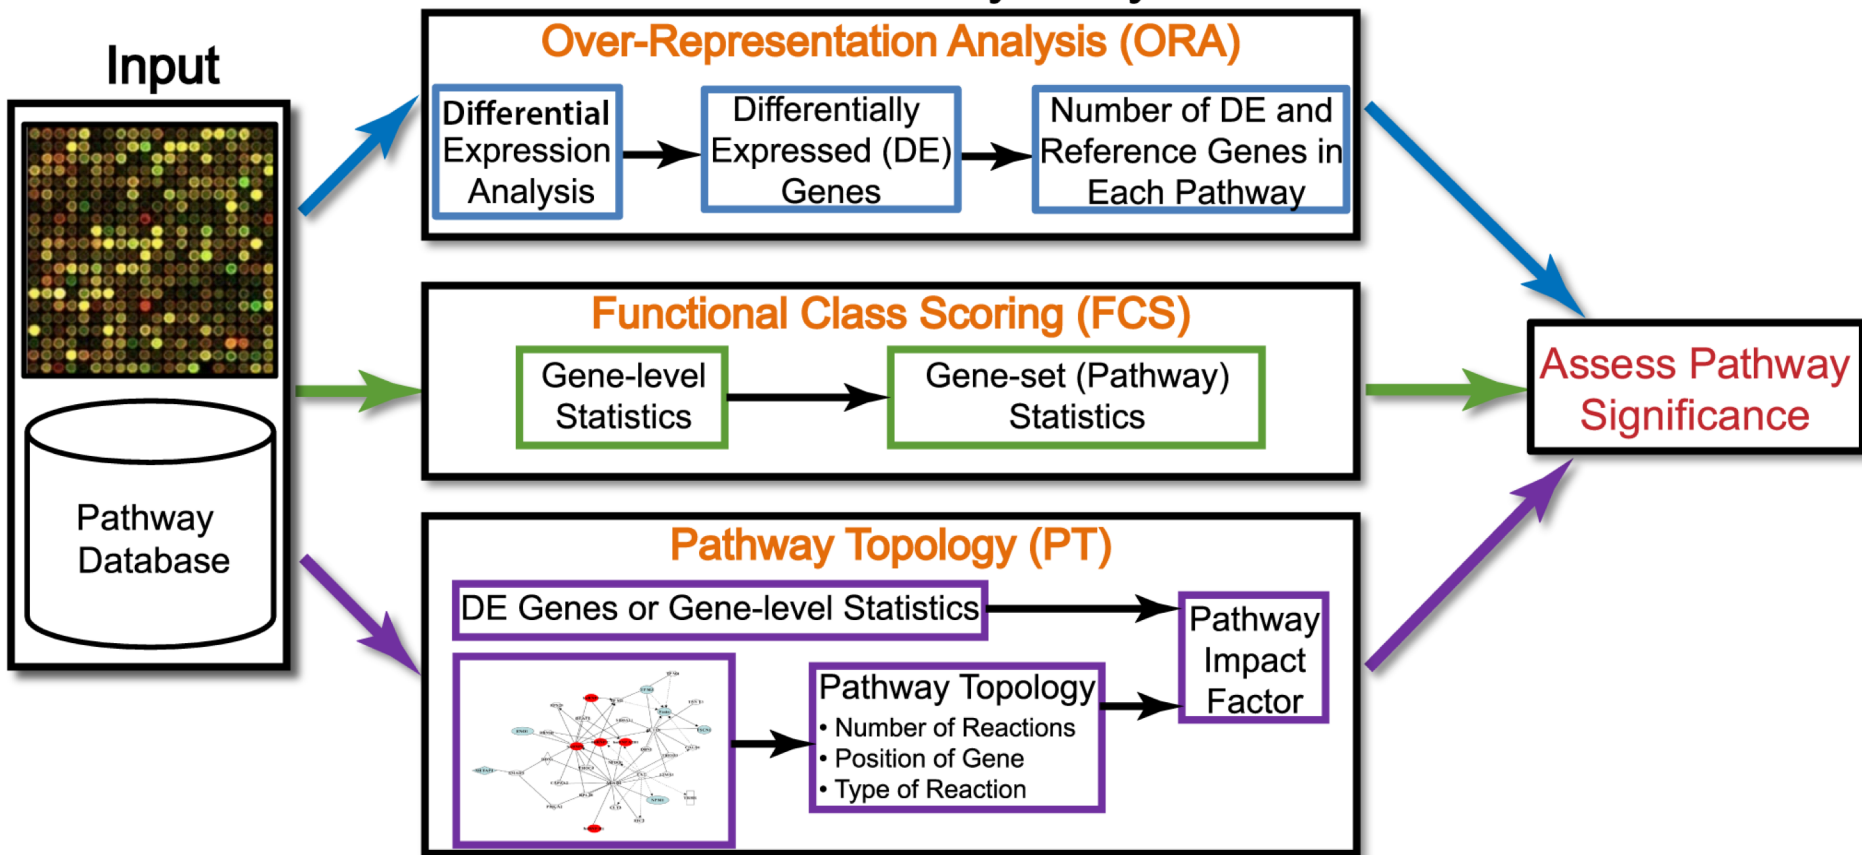 Input
Pathway
Database
Over-Representation Analysis (ORA)
Differential
Expression
Analysis
Differentially
Expressed (DE)
Genes
Number of DE and
Reference Genes in
Each Pathway
Functional Class Scoring (FCS)
Gene-level
Statistics
Gene-set (Pathway)
Statistics
Pathway Topology (PT)
DE Genes or Gene-level Statistics
Pathway Topology
• Number of Reactions
• Position of Gene
• Type of Reaction
Pathway
Impact
Factor
Assess Pathway
Significance